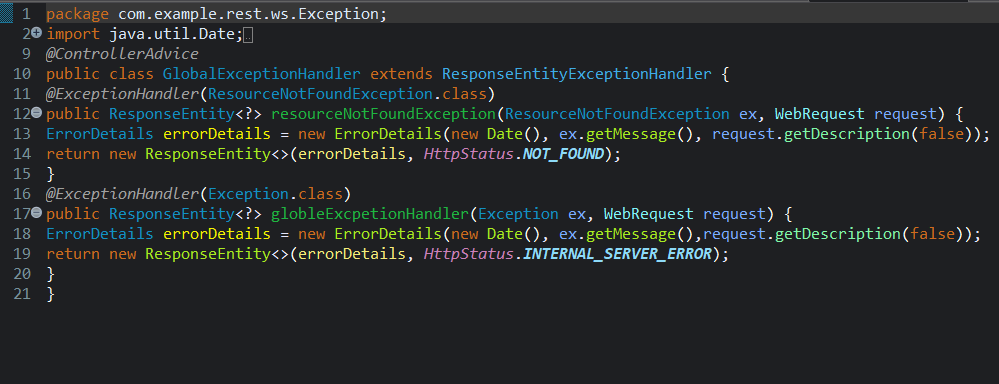 1 package com.example.rest.ws.Exception;
2 import java.util.Date;
9 @ControllerAdvice
10 public class GlobalExceptionHandler extends ResponseEntityExceptionHandler {
11 @ExceptionHandler(ResourceNotFoundException.class)
12 public ResponseEntity<?> resourceNotFoundException(ResourceNotFoundException ex, WebRequest request) {
13 ErrorDetails errorDetails = new ErrorDetails(new Date(), ex.getMessage(), request.getDescription(false));
14 return new ResponseEntity<>(errorDetails, HttpStatus.NOT_FOUND);
15 }
16 @ExceptionHandler(Exception.class)
17 public ResponseEntity<?> globleExcpetionHandler(Exception ex, WebRequest request) {
18 ErrorDetails errorDetails = new ErrorDetails(new Date(), ex.getMessage(),request.getDescription(false));
19 return new ResponseEntity<>(errorDetails, HttpStatus.INTERNAL_SERVER_ERROR);
20 }
21 }